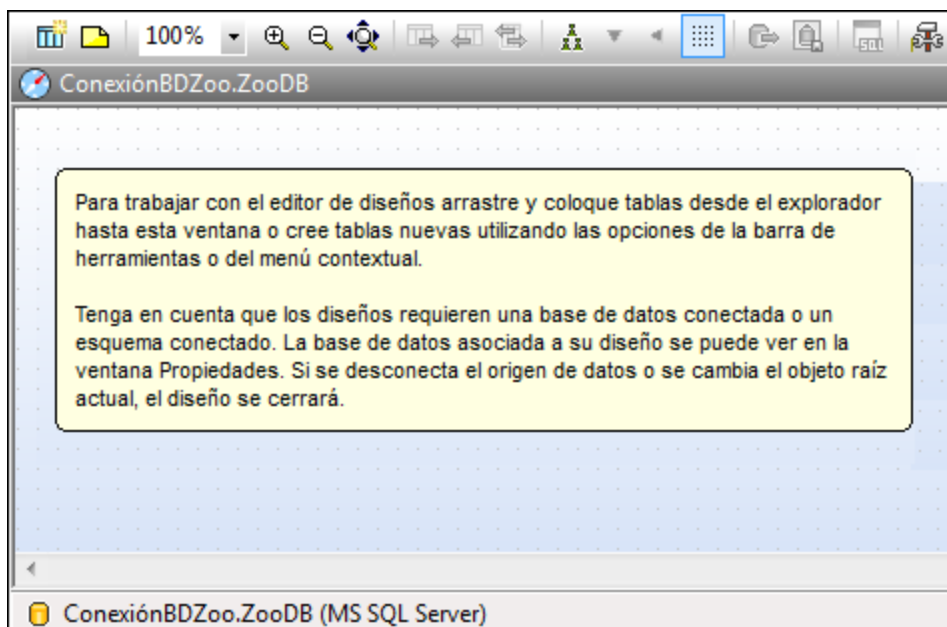 100%
SQL
ConexiónBDZoo.ZooDB
Para trabajar con el editor de diseños arrastre y coloque tablas desde el explorador
hasta esta ventana o cree tablas nuevas utilizando las opciones de la barra de
herramientas o del menú contextual.
Tenga en cuenta que los diseños requieren una base de datos conectada o un
esquema conectado. La base de datos asociada a su diseño se puede ver en la
ventana Propiedades. Si se desconecta el origen de datos o se cambia el objeto raíz
actual, el diseño se cerrará.
ConexiónBDZoo.ZooDB (MS SQL Server)